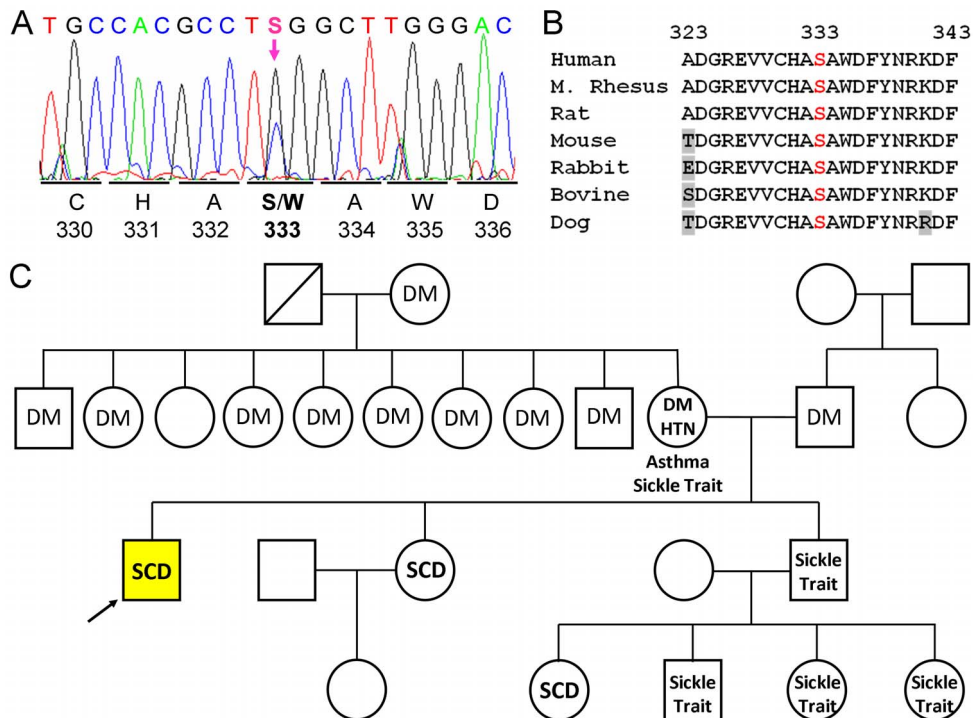 A
T G C C A C G C C T S G G C T T G G G A C
C H A S/W A W D
330 331 332 333 334 335 336
B
323 333 343
Human ADGREVVCHASAWDFYNRKDF
M. Rhesus ADGREVVCHASAWDFYNRKDF
Rat ADGREVVCHASAWDFYNRKDF
Mouse TDGREVVCHASAWDFYNRKDF
Rabbit EDGREVVCHASAWDFYNRKDF
Bovine SDGREVVCHASAWDFYNRKDF
Dog TDGREVVCHASAWDFYNRRDF
C
DM
DM DM DM DM DM DM DM DM DM DM
HTN
Asthma
Sickle Trait
SCD SCD Sickle
Trait
SCD Sickle Sickle Sickle
Trait Trait Trait